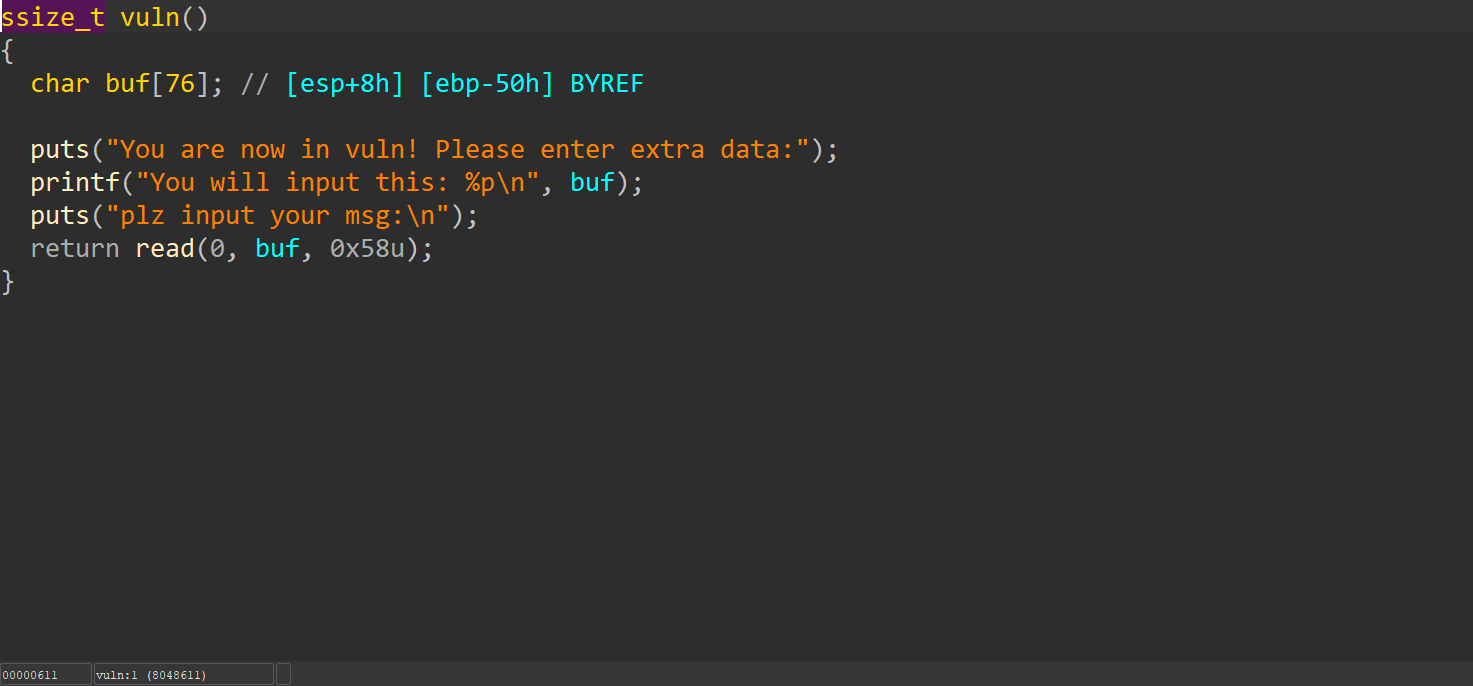 ssize_t vuln()
{
  char buf[76]; // [esp+8h] [ebp-50h] BYREF

  puts("You are now in vuln! Please enter extra data:");
  printf("You will input this: %p\n", buf);
  puts("plz input your msg:\n");
  return read(0, buf, 0x58u);
}
00000611 vuln:1 (8048611)